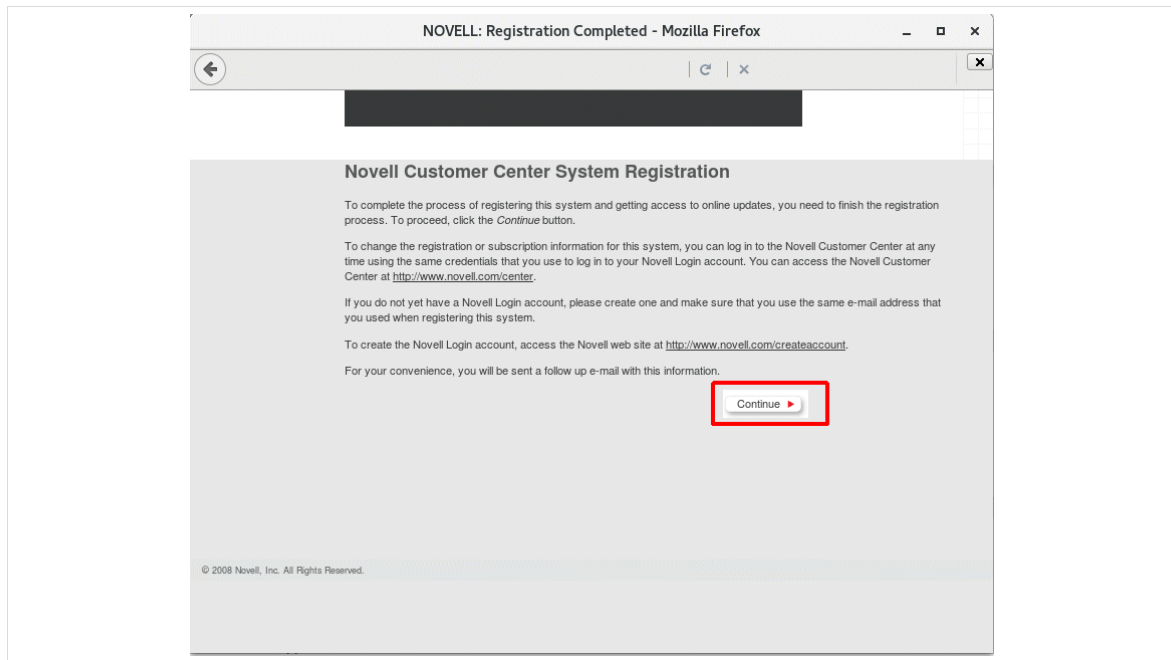 NOVELL: Registration Completed - Mozilla Firefox
Novell Customer Center System Registration
To complete the process of registering this system and getting access to online updates, you need to finish the registration
process. To proceed, click the Continue button.
To change the registration or subscription information for this system, you can log in to the Novell Customer Center at any
time using the same credentials that you use to log in to your Novell Login account. You can access the Novell Customer
Center at http://www.novell.com/center.
If you do not yet have a Novell Login account, please create one and make sure that you use the same e-mail address that
you used when registering this system.
To create the Novell Login account, access the Novell web site at http://www.novell.com/createaccount.
For your convenience, you will be sent a follow up e-mail with this information.
Continue
© 2008 Novell, Inc. All Rights Reserved.